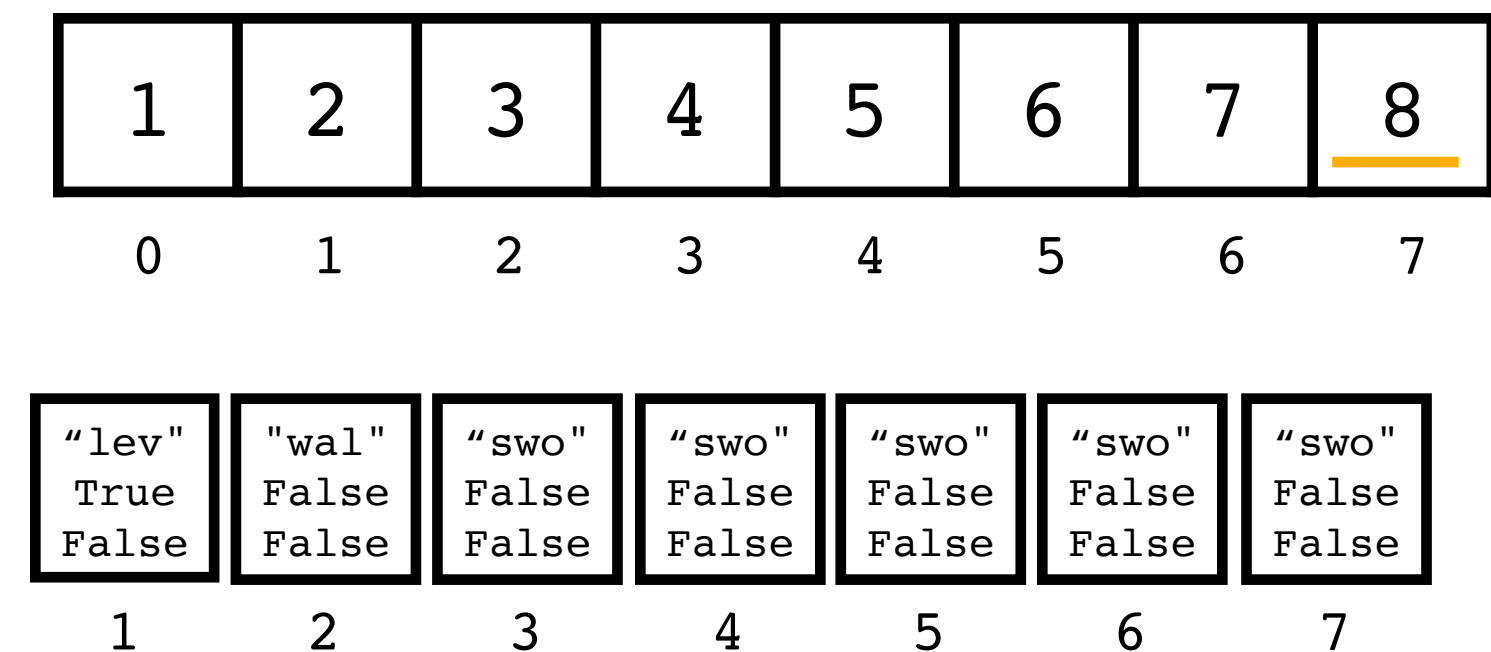 1 2 3 4 5 6 7 8
0 1 2 3 4 5 6 7
“lev" "wal" “swo" “swo" “swo" “swo" “swo"
True False False False False False False
False False False False False False False
1 2 3 4 5 6 7